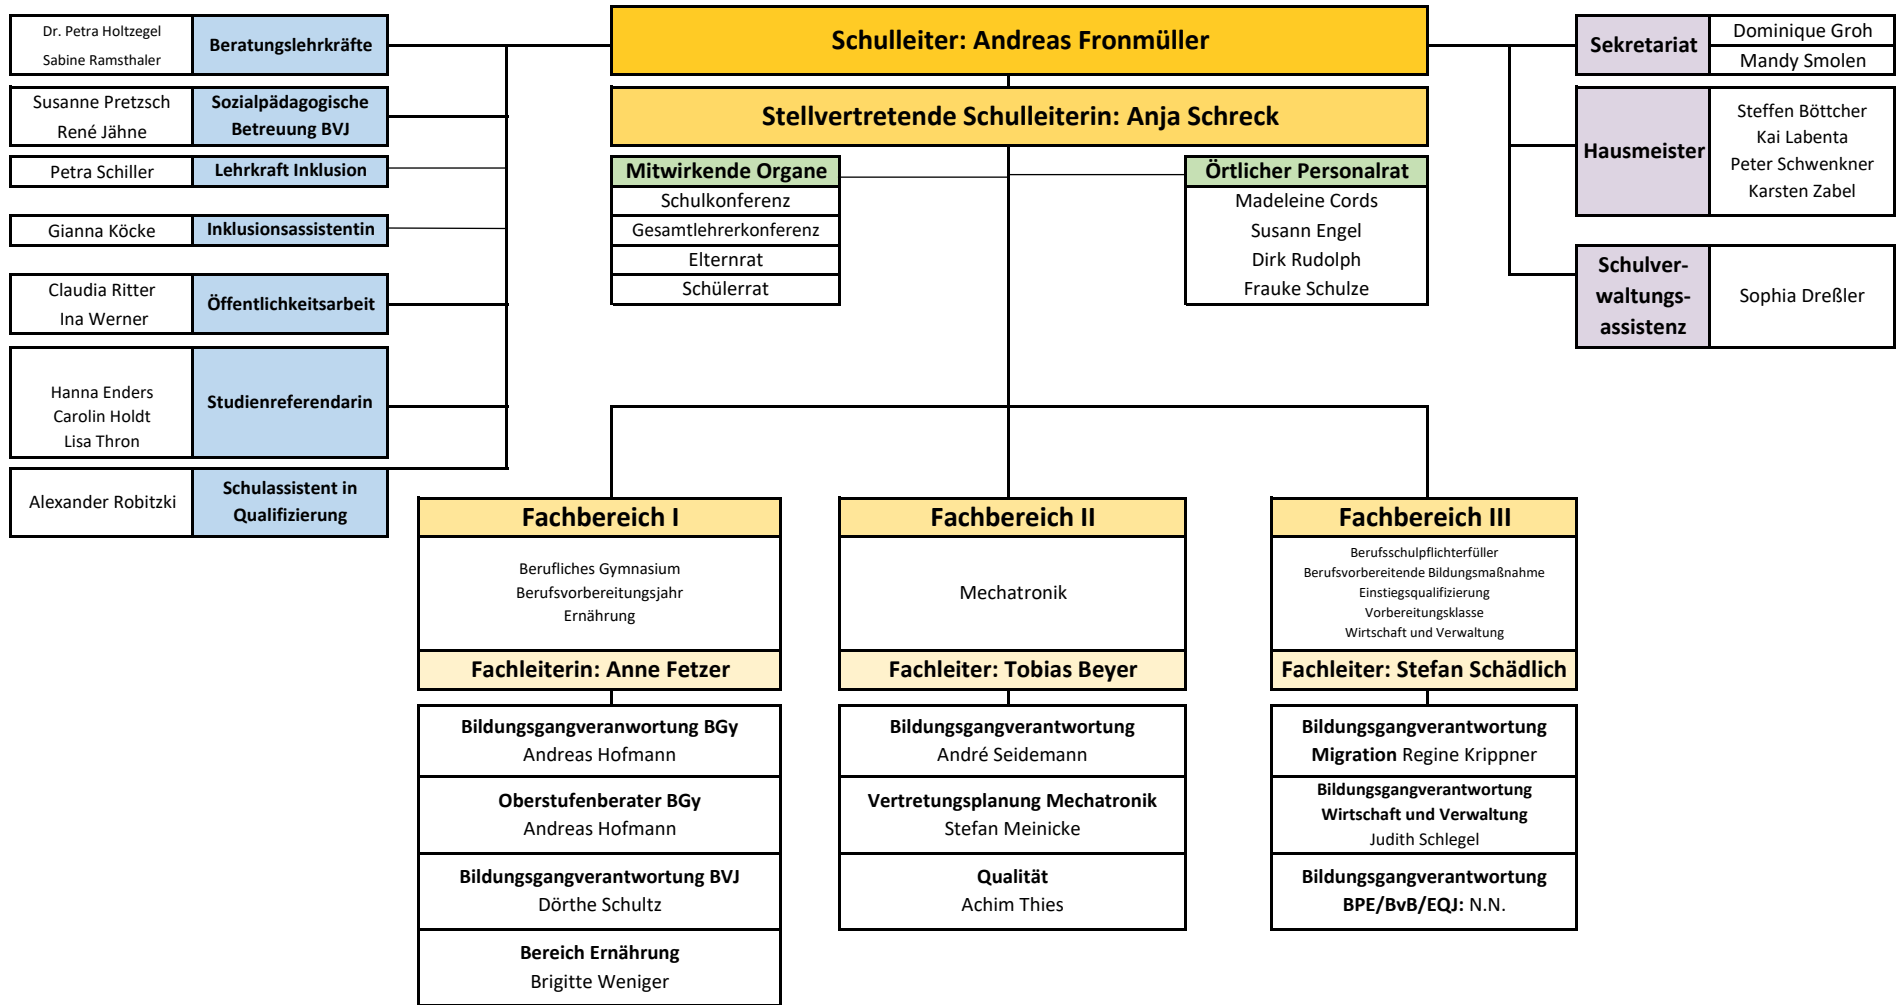 Dr. Petra Holtzegel
Sabine Ramsthaler
Beratungslehrkräfte
Susanne Pretzsch
René Jähne
Sozialpädagogische
Betreuung BVJ
Petra Schiller
Lehrkraft Inklusion
Gianna Köcke
Inklusionsassistentin
Claudia Ritter
Ina Werner
Öffentlichkeitsarbeit
Hanna Enders
Carolin Holdt
Lisa Thron
Studienreferendarin
Alexander Robitzki
Schulassistent in
Qualifizierung
Schulleiter: Andreas Fronmüller
Stellvertretende Schulleiterin: Anja Schreck
Mitwirkende Organe
Schulkonferenz
Gesamtlehrerkonferenz
Elternrat
Schülerrat
Örtlicher Personalrat
Madeleine Cords
Susann Engel
Dirk Rudolph
Frauke Schulze
Sekretariat
Dominique Groh
Mandy Smolen
Hausmeister
Steffen Böttcher
Kai Labenta
Peter Schwenkner
Karsten Zabel
Schulver-
waltungs-
assistenz
Sophia Dreßler
Fachbereich I
Berufliches Gymnasium
Berufsvorbereitungsjahr
Ernährung
Fachleiterin: Anne Fetzer
Bildungsgangveranwortung BGy
Andreas Hofmann
Oberstufenberater BGy
Andreas Hofmann
Bildungsgangverantwortung BVJ
Dörthe Schultz
Bereich Ernährung
Brigitte Weniger
Fachbereich II
Mechatronik
Fachleiter: Tobias Beyer
Bildungsgangverantwortung
André Seidemann
Vertretungsplanung Mechatronik
Stefan Meinicke
Qualität
Achim Thies
Fachbereich III
Berufsschulpflichterfüller
Berufsvorbereitende Bildungsmaßnahme
Einstiegsqualifizierung
Vorbereitungsklasse
Wirtschaft und Verwaltung
Fachleiter: Stefan Schädlich
Bildungsgangverantwortung
Migration Regine Krippner
Bildungsgangverantwortung
Wirtschaft und Verwaltung
Judith Schlegel
Bildungsgangverantwortung
BPE/BvB/EQJ: N.N.